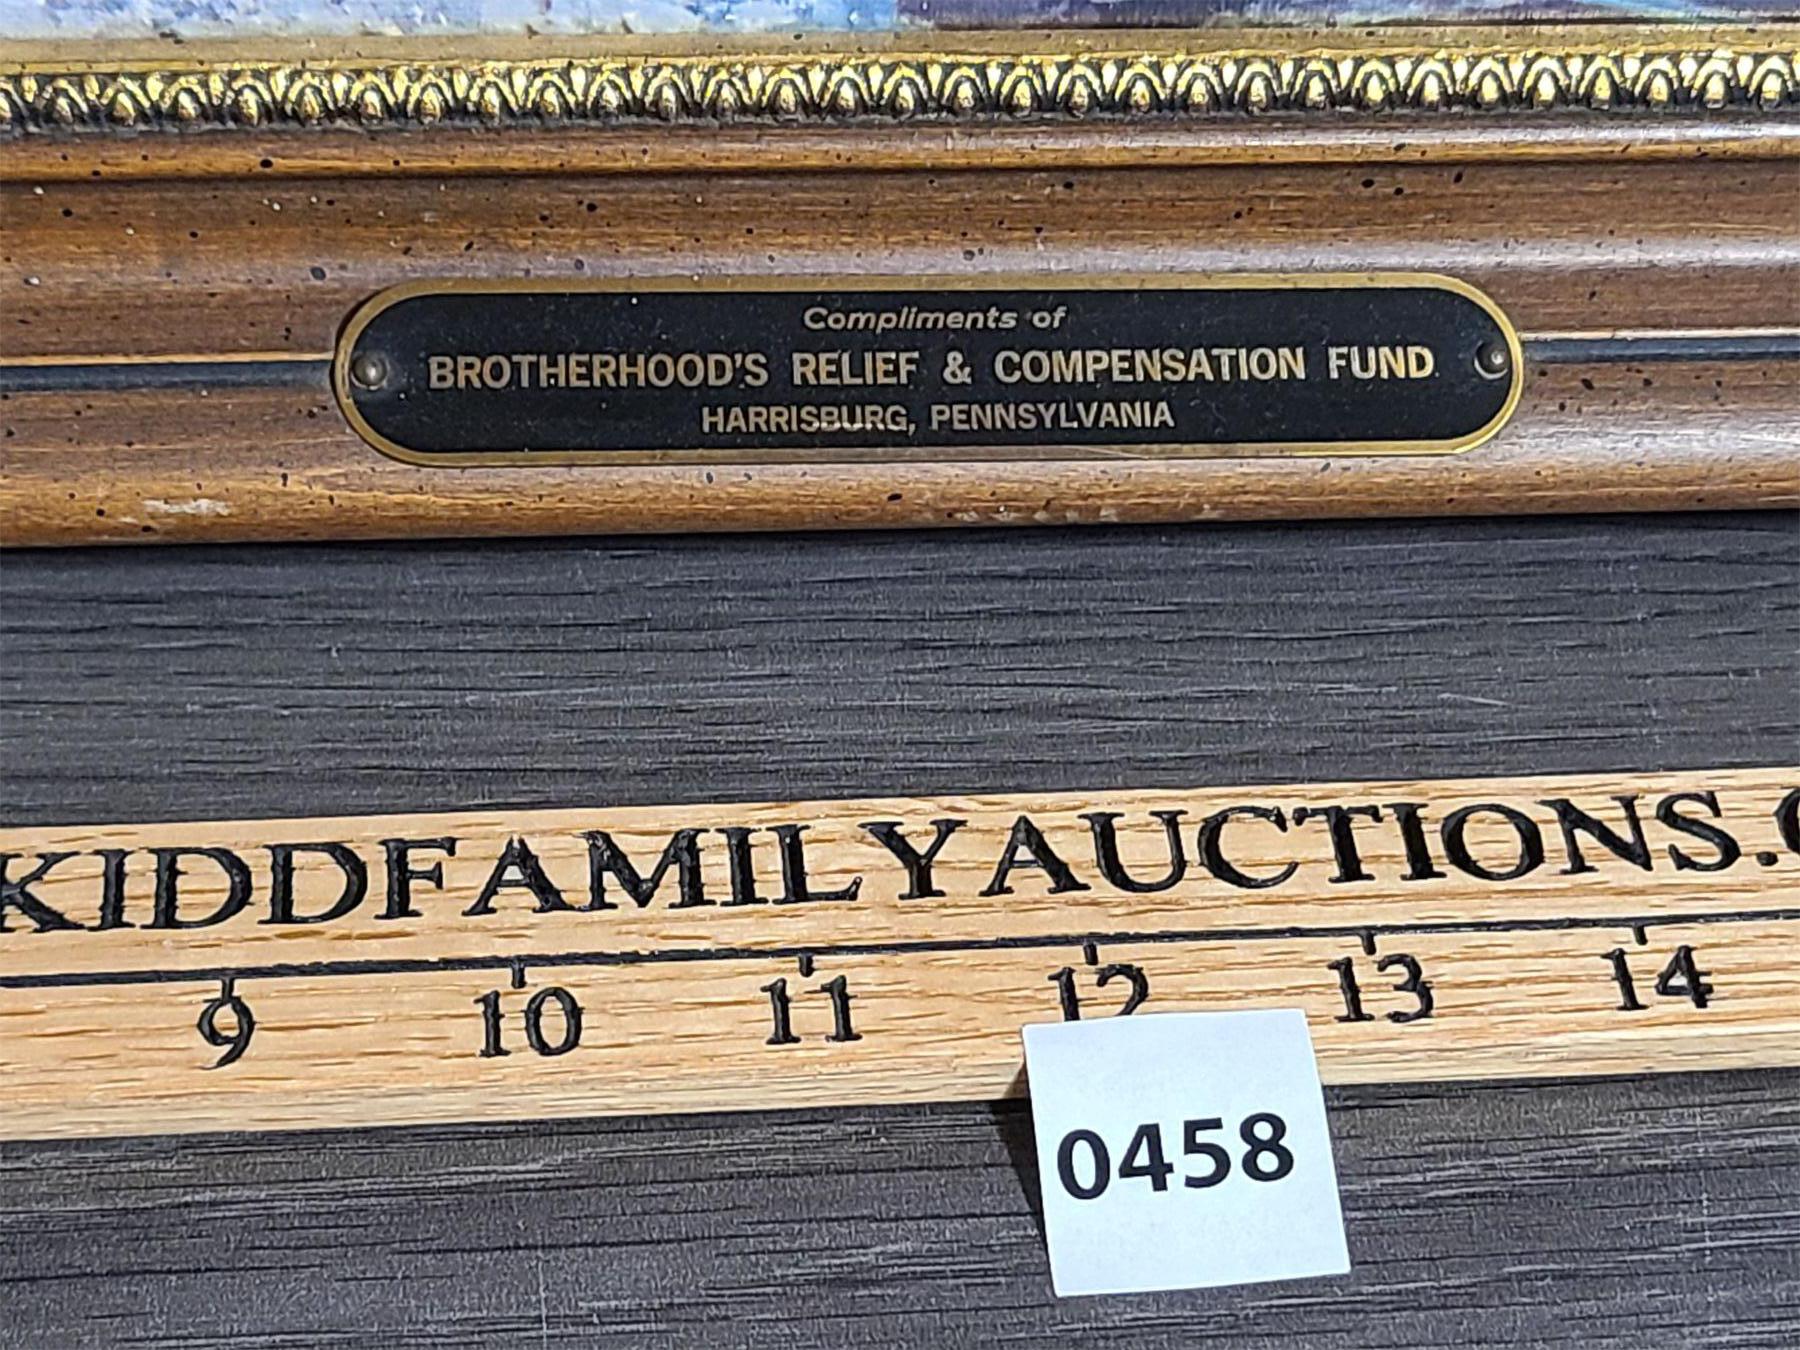 Compliments of
BROTHERHOOD'S RELIEF & COMPENSATION FUND
HARRISBURG, PENNSYLVANIA
KIDDFAMILYAUCTIONS.
9 10 11 12 13 14
0458